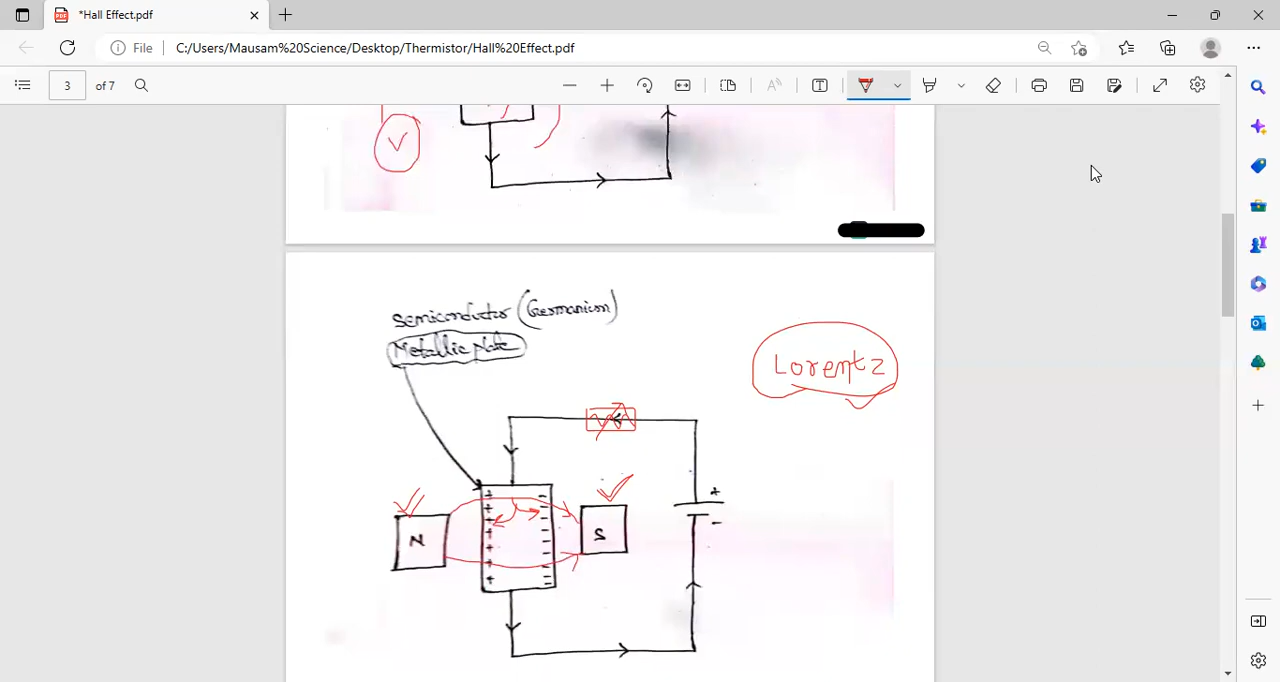 *Hall Effect.pdf
File
C:/Users/Mausam%20Science/Desktop/Thermistor/Hall%20Effect.pdf
3
of 7
V
semiconductor (Germanium)
Metallic plate
Lorentz
+
-
N
S
+ -
+ -
+ -
+ -
+ -
+ -
+ -